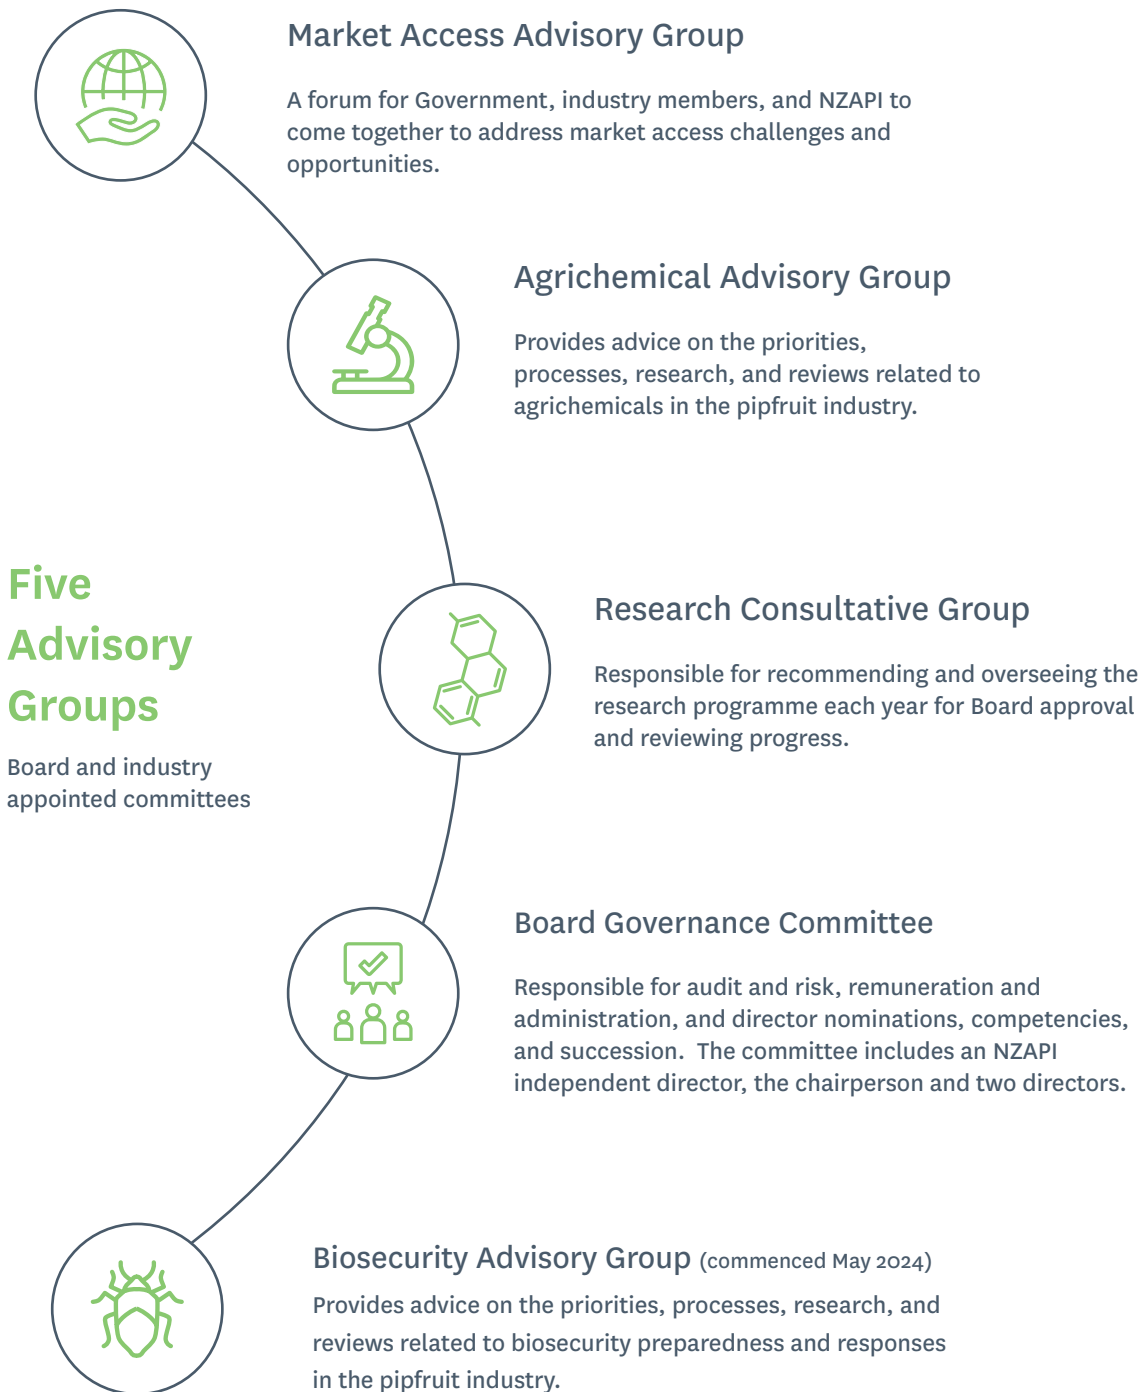 Market Access Advisory Group
A forum for Government, industry members, and NZAPI to
come together to address market access challenges and
opportunities.
Agrichemical Advisory Group
Provides advice on the priorities,
processes, research, and reviews related to
agrichemicals in the pipfruit industry.
Five
Advisory
Groups
Board and industry
appointed committees
Research Consultative Group
Responsible for recommending and overseeing the
research programme each year for Board approval
and reviewing progress.
Board Governance Committee
Responsible for audit and risk, remuneration and
administration, and director nominations, competencies,
and succession.  The committee includes an NZAPI
independent director, the chairperson and two directors.
Biosecurity Advisory Group (commenced May 2024)
Provides advice on the priorities, processes, research, and
reviews related to biosecurity preparedness and responses
in the pipfruit industry.